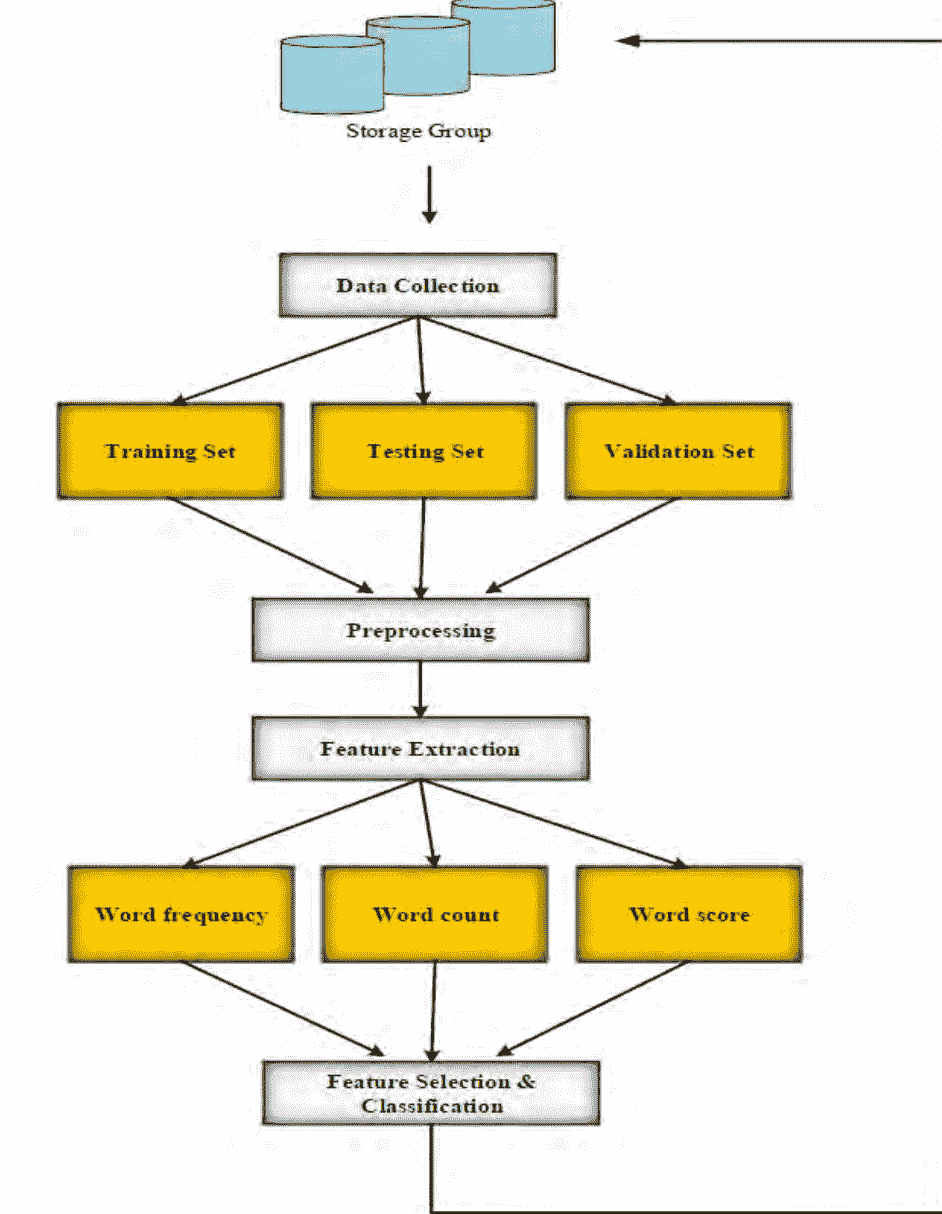 Storage Group
Data Collection
Training Set
Testing Set
Validation Set
Preprocessing
Feature Extraction
Word frequency
Word count
Word score
Feature Selection &
Classification